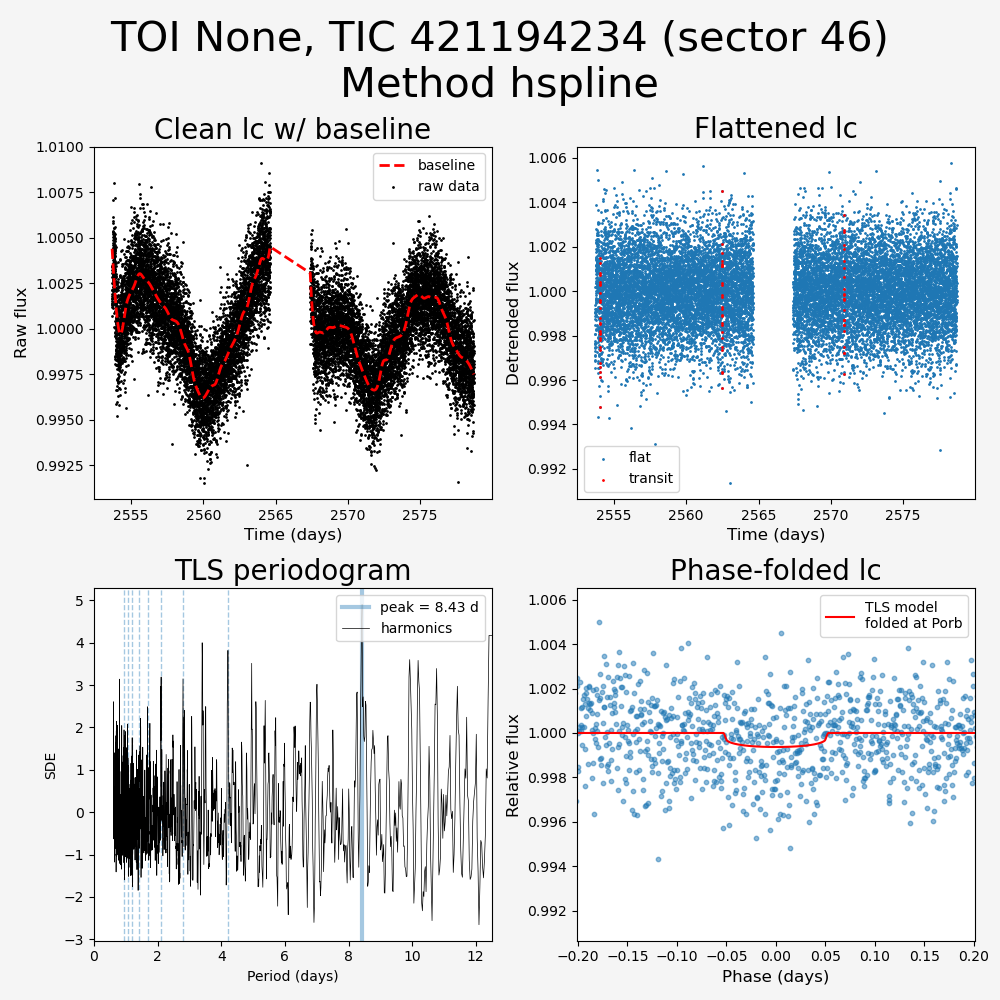 TOI None, TIC 421194234 (sector 46)
Method hspline
Clean lc w/ baseline
Flattened lc
1.0100
1.0075
1.0050
1.0025
1.0000
0.9975
0.9950
0.9925
Raw flux
baseline
raw data
2555
2560
2565
2570
2575
Time (days)
1.006
1.004
1.002
1.000
0.998
0.996
0.994
0.992
Detrended flux
flat
transit
2555
2560
2565
2570
2575
Time (days)
TLS periodogram
Phase-folded lc
5
4
3
2
1
0
−1
−2
−3
SDE
peak = 8.43 d
harmonics
0
2
4
6
8
10
12
Period (days)
1.006
1.004
1.002
1.000
0.998
0.996
0.994
0.992
Relative flux
TLS model
folded at Porb
−0.20
−0.15
−0.10
−0.05
0.00
0.05
0.10
0.15
0.20
Phase (days)